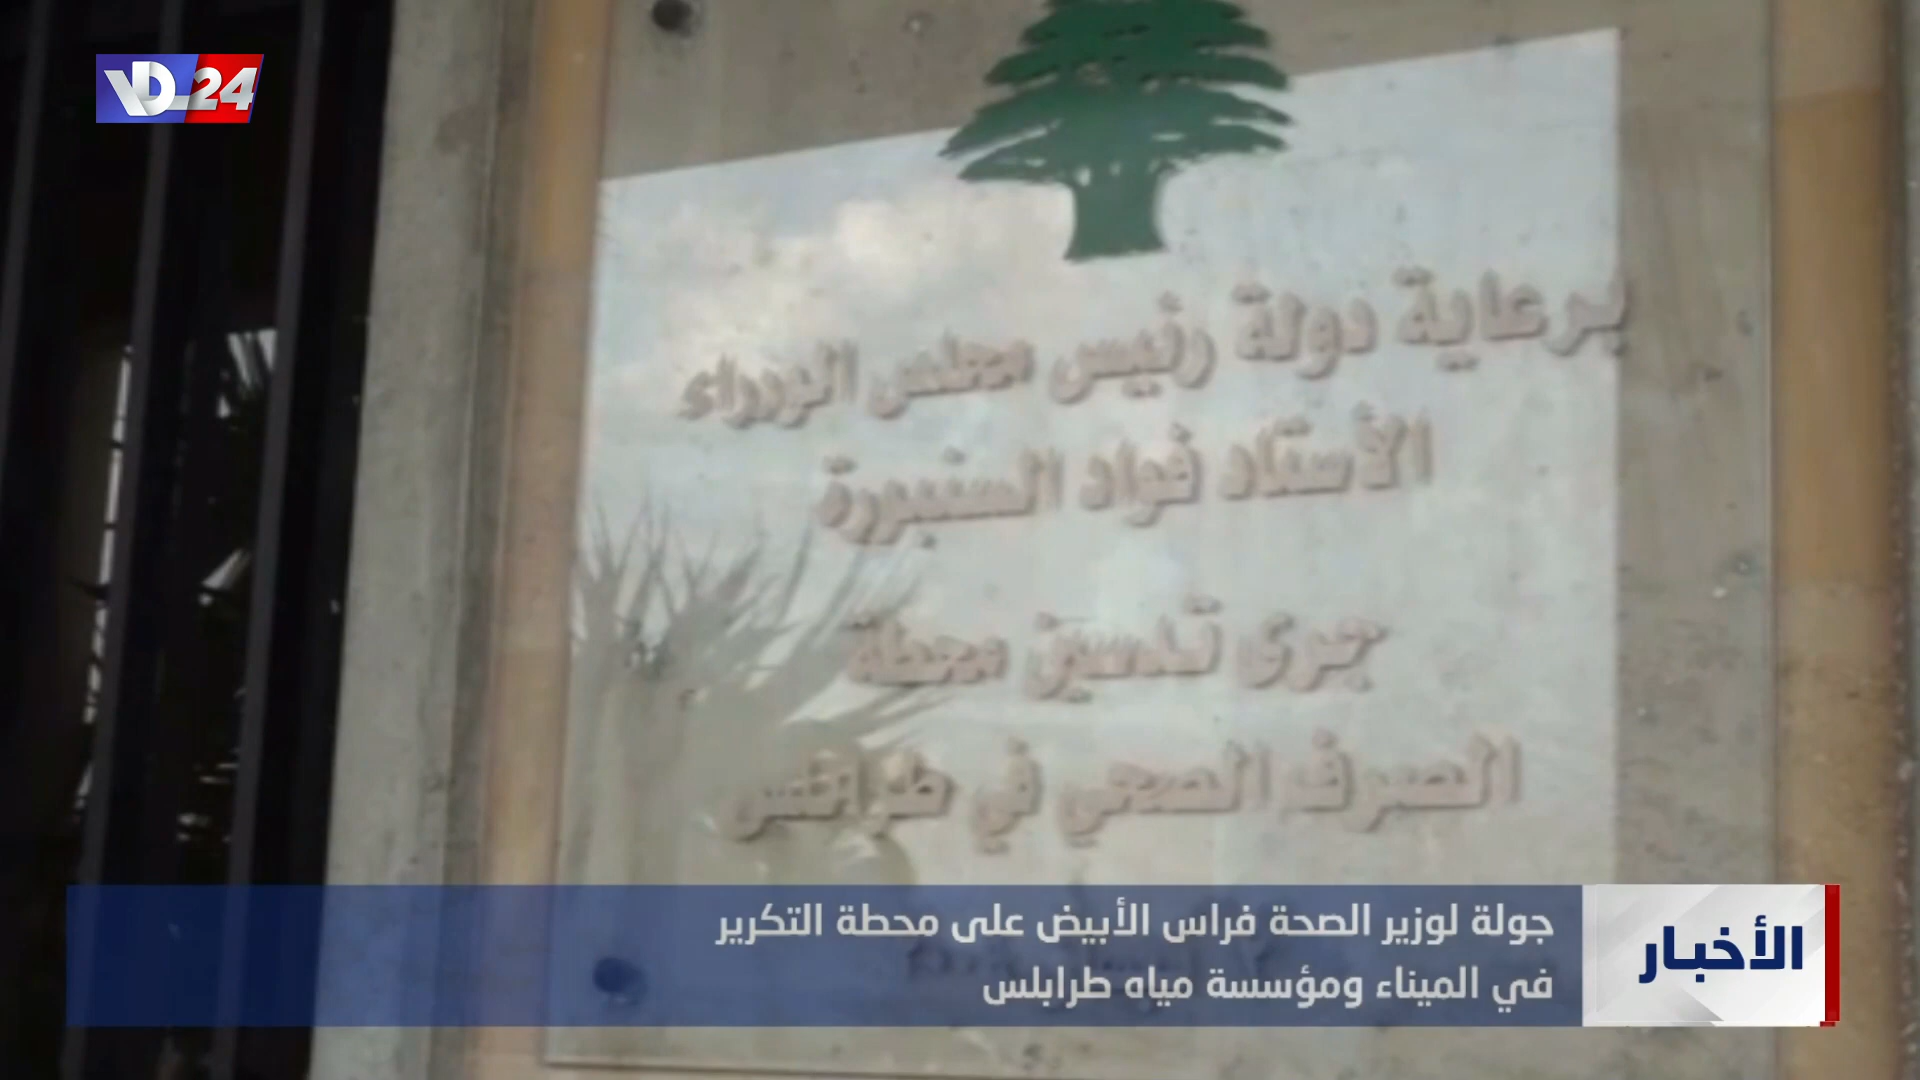 VDL24
برعاية دولة رئيس مجلس الوزراء
الأستاذ فؤاد السنيورة
جرى تدشين محطة
الصرف الصحي في طرابلس
الأخبار
جولة لوزير الصحة فراس الأبيض على محطة التكرير
في الميناء ومؤسسة مياه طرابلس